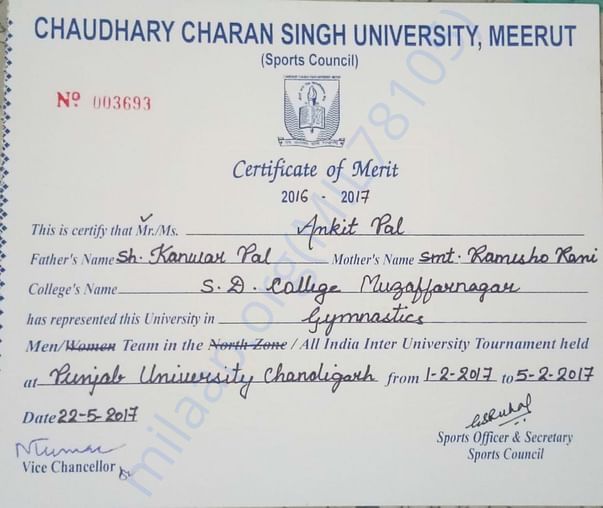 CHAUDHARY CHARAN SINGH UNIVERSITY, MEERUT
(Sports Council)
Nº 003693
Certificate of Merit
2016 - 2017
This is certify that Mr./Ms. Ankit Pal
Father's Name Sh. Kanwar Pal Mother's Name smt. Ramesho Rani
College's Name S. D. College Muzaffarnagar
has represented this University in Gymnastics
Men/Women Team in the North Zone / All India Inter University Tournament held
at Punjab University Chandigarh from 1-2-2017 to 5-2-2017
Date 22-5-2017
Vice Chancellor
Sports Officer & Secretary
Sports Council
milaap.org(MIL78105)